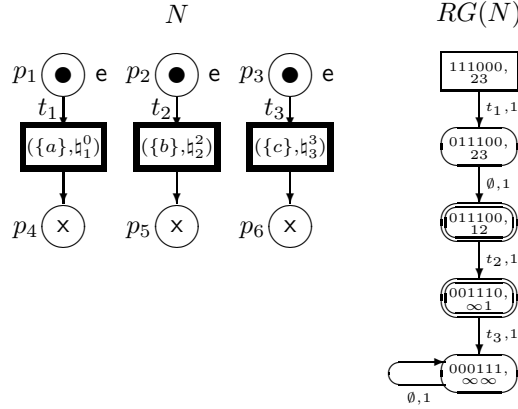 N
RG(N)
p₁ e p₂ e p₃ e
t₁ t₂ t₃
({a},♮⁰₁) ({b},♮²₂) ({c},♮³₃)
p₄ x p₅ x p₆ x
111000,
23
t₁,1
011100,
23
∅,1
011100,
12
t₂,1
001110,
∞1
t₃,1
000111,
∞∞
∅,1